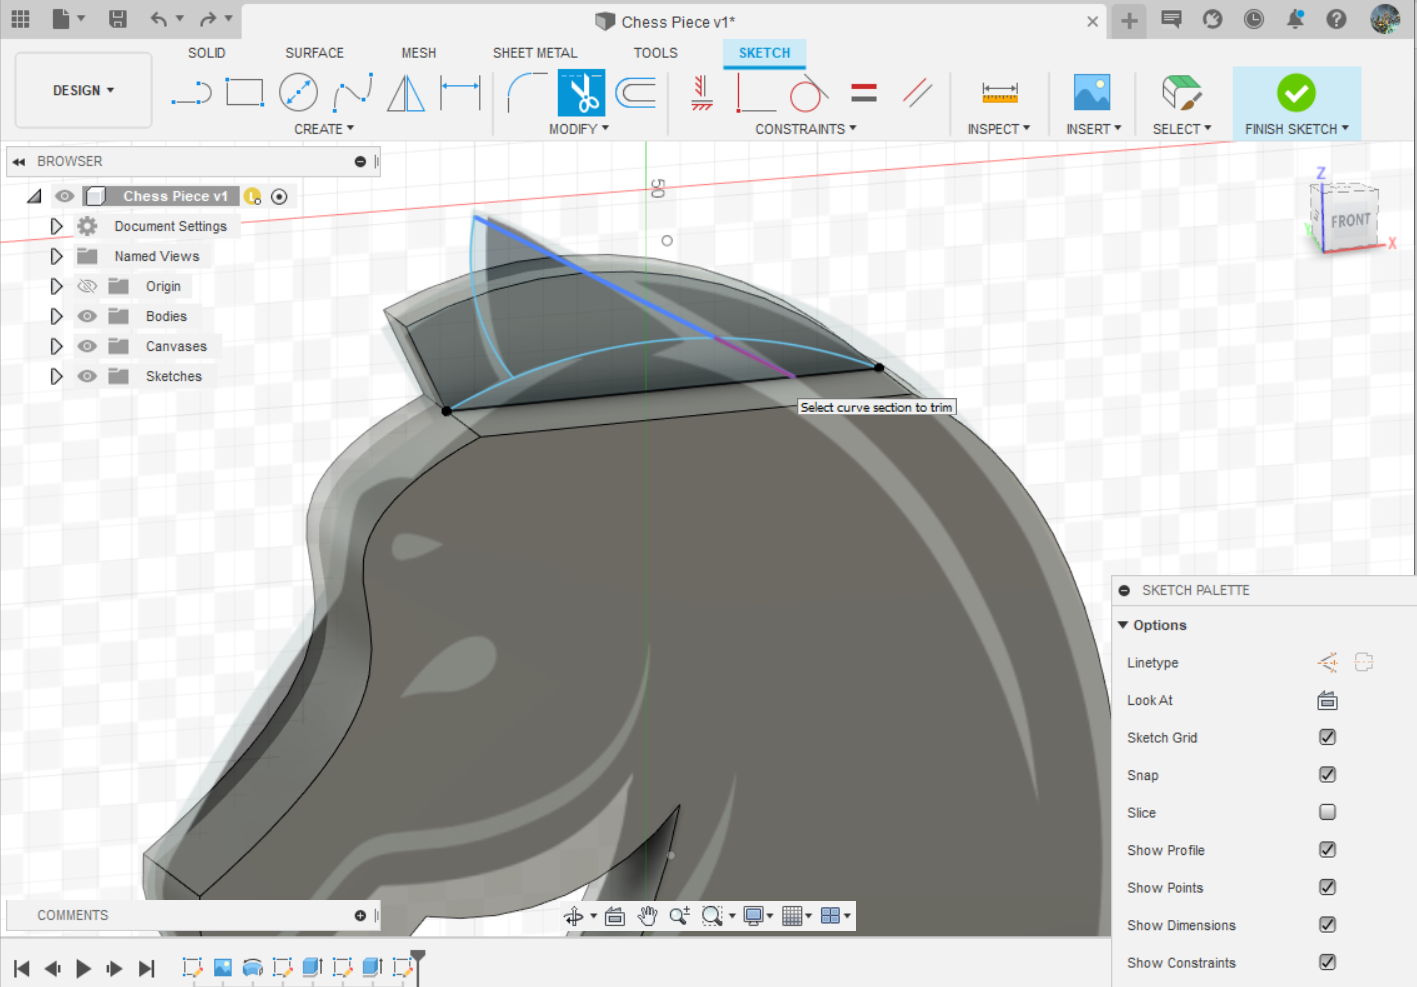 Chess Piece v1*
SOLID SURFACE MESH SHEET METAL TOOLS SKETCH
DESIGN
CREATE MODIFY CONSTRAINTS INSPECT INSERT SELECT FINISH SKETCH
BROWSER
Chess Piece v1
Document Settings
Named Views
Origin
Bodies
Canvases
Sketches
50
Z
FRONT
Y
X
Select curve section to trim
SKETCH PALETTE
Options
Linetype
Look At
Sketch Grid
Snap
Slice
Show Profile
Show Points
Show Dimensions
Show Constraints
COMMENTS